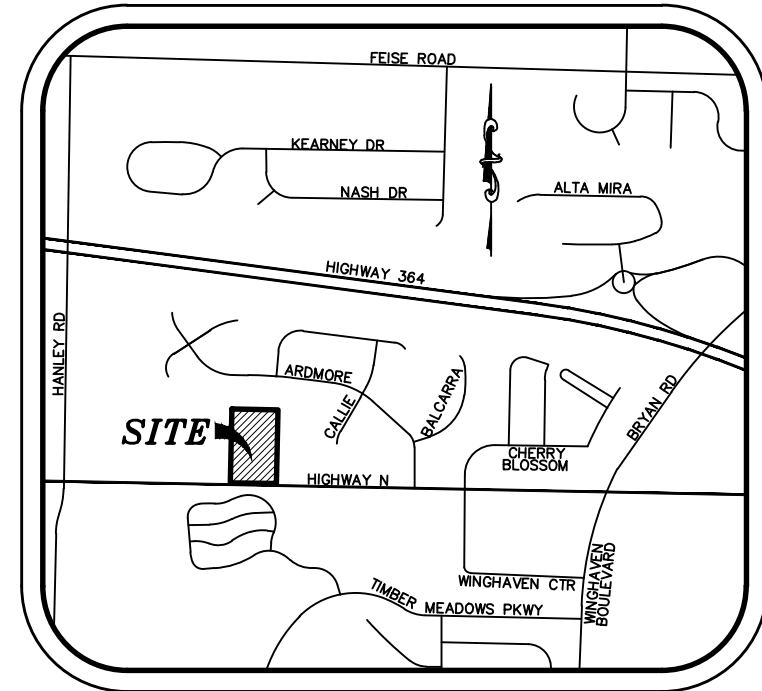 FEISE ROAD
KEARNEY DR
NASH DR
ALTA MIRA
HIGHWAY 364
HANLEY RD
ARDMORE
CALLIE
BALCARRA
BRYAN RD
SITE
CHERRY
BLOSSOM
HIGHWAY N
WINGHAVEN CTR
WINGHAVEN
BOULEVARD
TIMBER MEADOWS PKWY